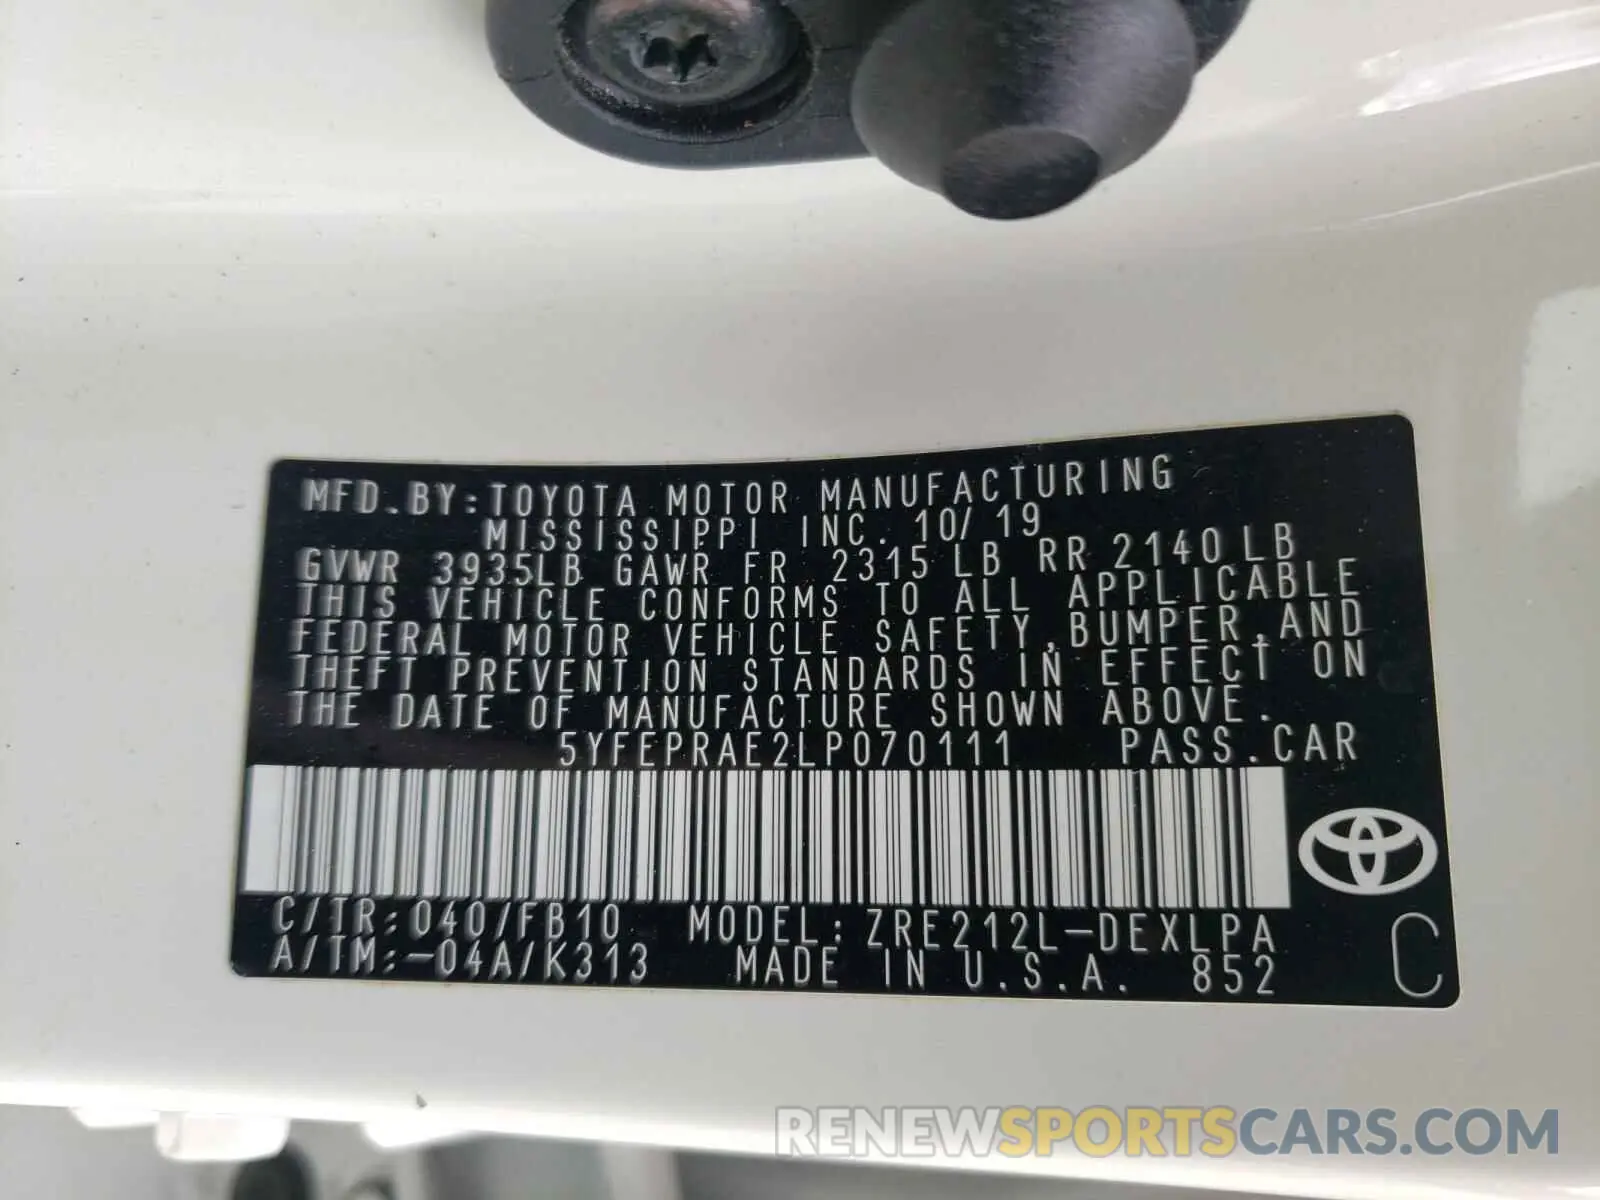 MFD.BY:TOYOTA MOTOR MANUFACTURING
MISSISSIPPI INC. 10/19
GVWR 3935LB GAWR FR 2315 LB RR 2140 LB
THIS VEHICLE CONFORMS TO ALL APPLICABLE
FEDERAL MOTOR VEHICLE SAFETY,BUMPER,AND
THEFT PREVENTION STANDARDS IN EFFECT ON
THE DATE OF MANUFACTURE SHOWN ABOVE.
5YFEPRAE2LP070111 PASS.CAR
C/TR:040/FB10 MODEL:ZRE212L-DEXLPA
A/TM:-04A/K313 MADE IN U.S.A. 852
C
RENEWSPORTSCARS.COM